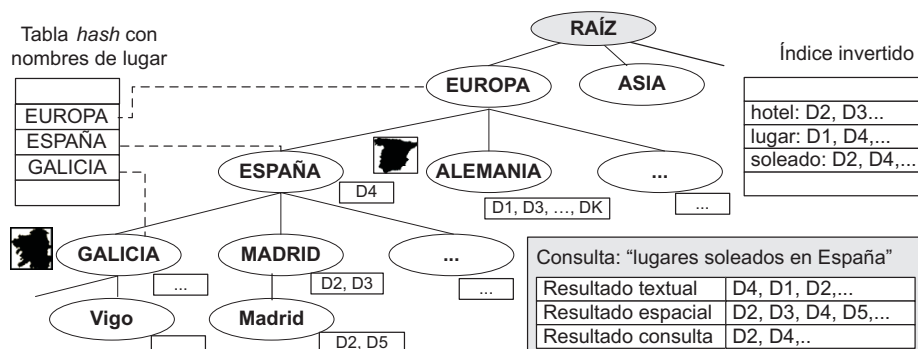 RAÍZ
Tabla hash con
nombres de lugar
Índice invertido
EUROPA
ASIA
EUROPA
ESPAÑA
GALICIA
hotel: D2, D3...
lugar: D1, D4,...
soleado: D2, D4,...
ESPAÑA
ALEMANIA
...
D4
D1, D3, …, DK
...
GALICIA
MADRID
...
...
D2, D3
...
Vigo
Madrid
D2, D5
Consulta: “lugares soleados en España”
Resultado textual D4, D1, D2,...
Resultado espacial D2, D3, D4, D5,...
Resultado consulta D2, D4,..